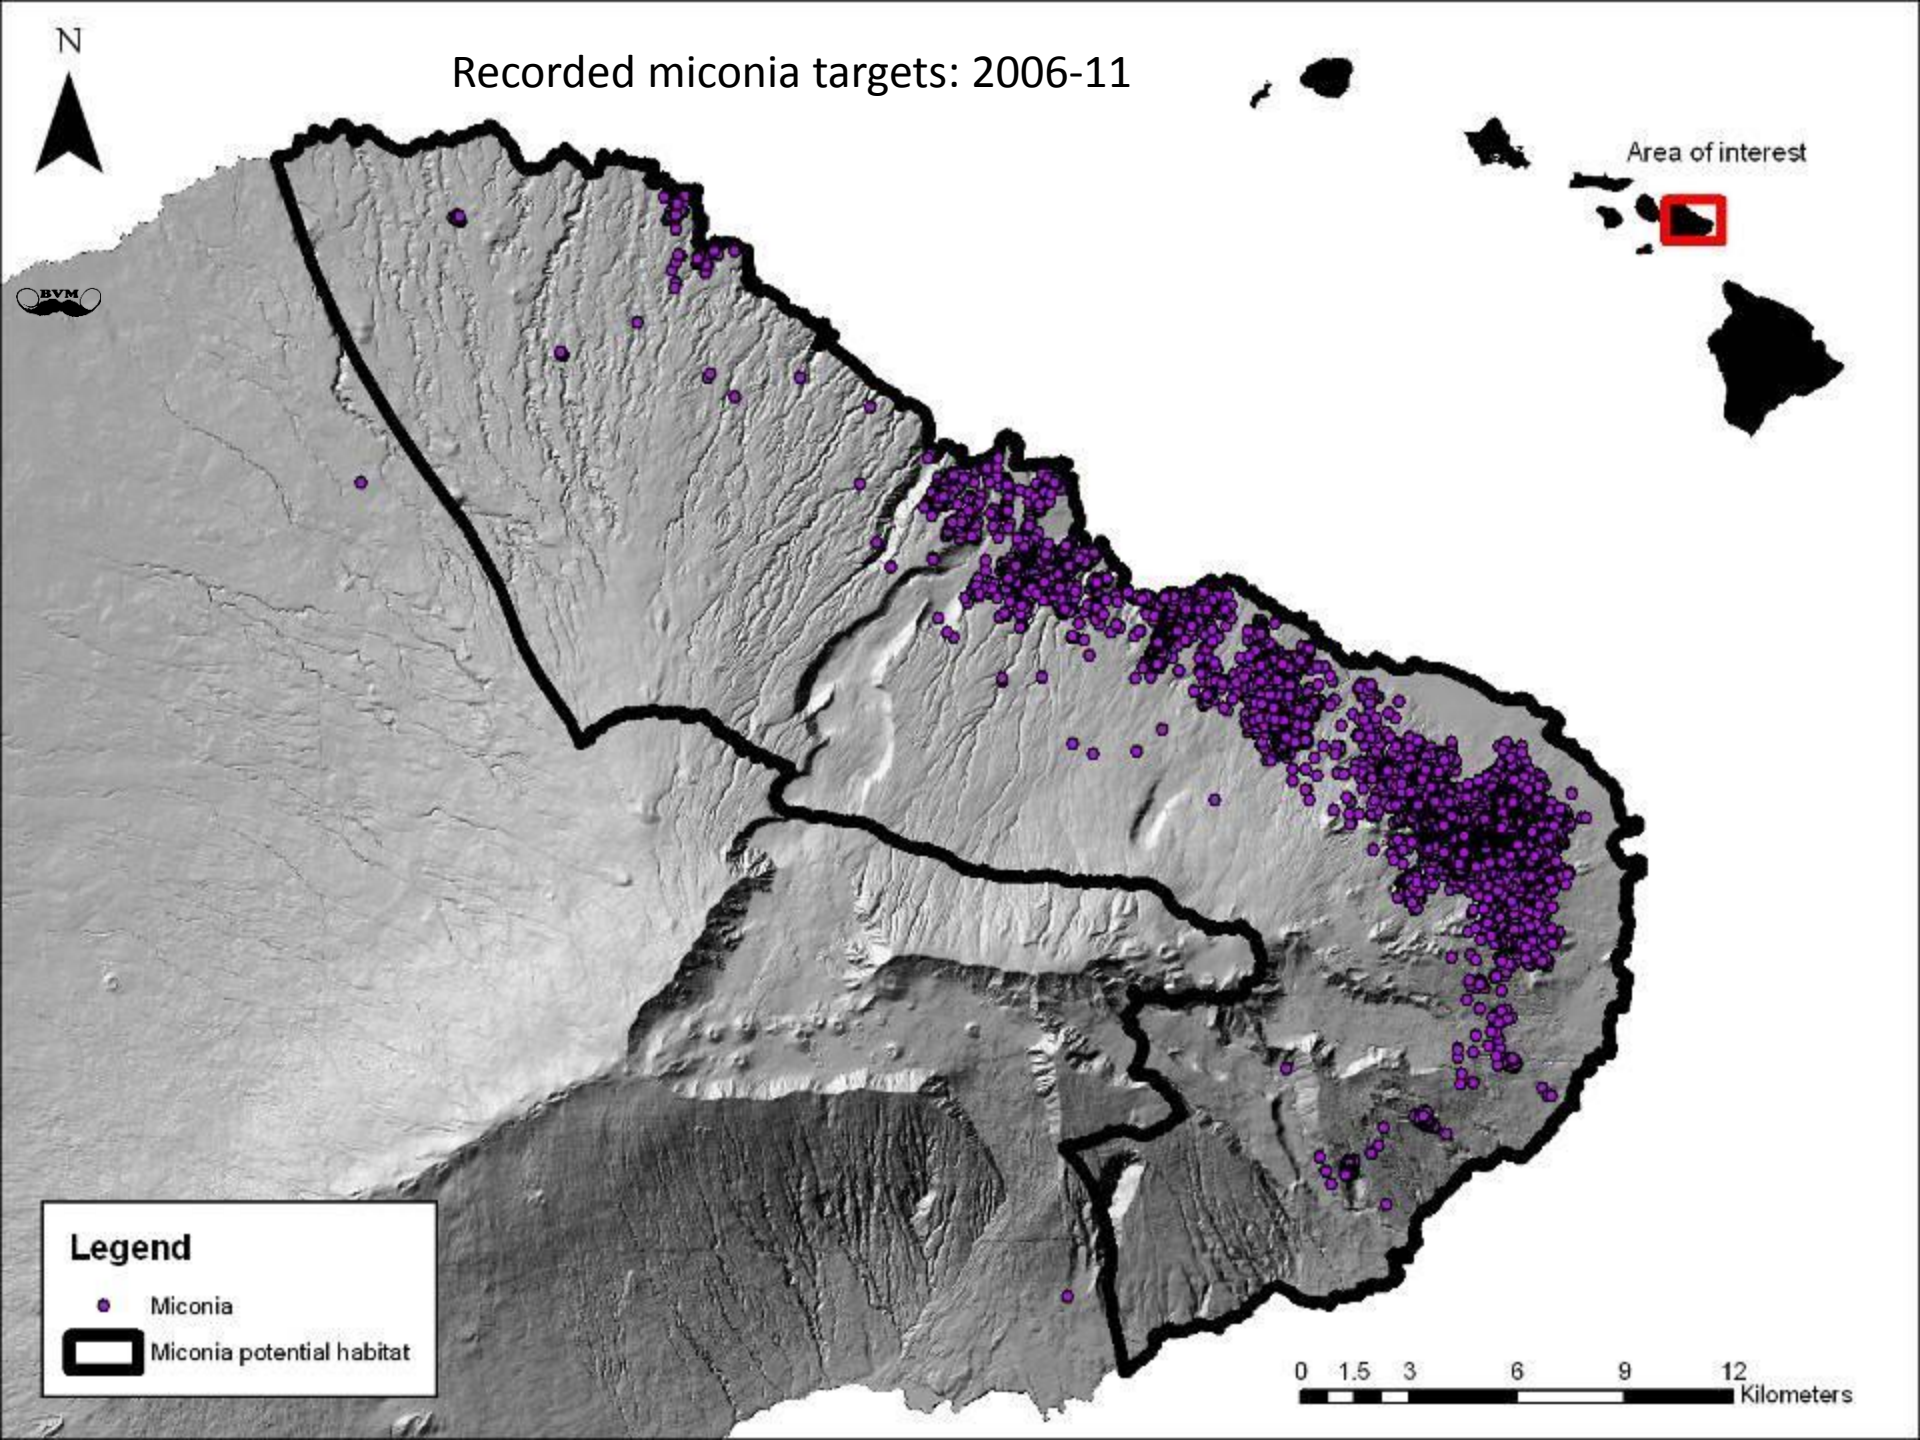 N
Recorded miconia targets: 2006-11
Area of interest
BVM
Legend
Miconia
Miconia potential habitat
0 1.5 3 6 9 12
Kilometers